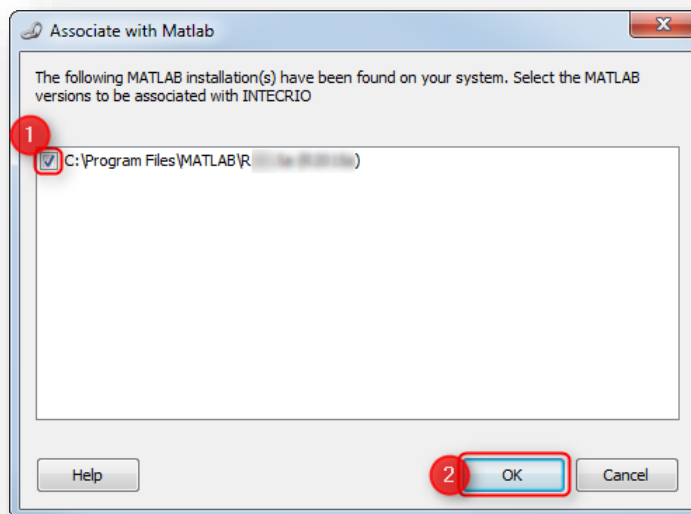 Associate with Matlab
The following MATLAB installation(s) have been found on your system. Select the MATLAB
versions to be associated with INTECRIO
1
C:\Program Files\MATLAB\R
2
Help
OK
Cancel